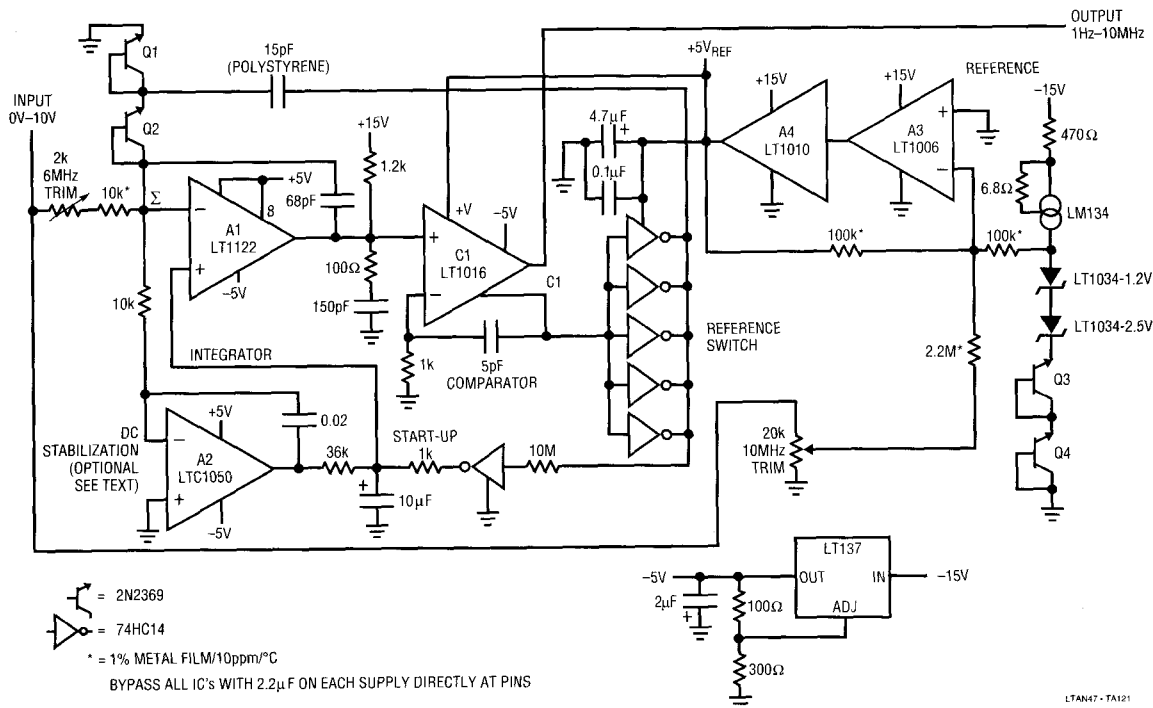 OUTPUT
1Hz–10MHz
Q1
15pF
(POLYSTYRENE)
+5VREF
REFERENCE
INPUT
0V–10V
Q2
+15V
+15V
–15V
470Ω
A4
LT1010
A3
LT1006
+
–
4.7µF
+
0.1µF
+15V
1.2k
2k
6MHz
TRIM
10k*
Σ
+5V
8
68pF
–
A1
LT1122
+
–5V
6.8Ω
LM134
+V
–5V
+
C1
LT1016
–
C1
100k*
100k*
100Ω
150pF
10k
LT1034-1.2V
LT1034-2.5V
REFERENCE
SWITCH
INTEGRATOR
1k
5pF
COMPARATOR
2.2M*
Q3
DC
STABILIZATION
(OPTIONAL
SEE TEXT)
+5V
–
A2
LTC1050
+
–5V
0.02
36k
START-UP
1k
10M
+
10µF
20k
10MHz
TRIM
Q4
LT137
–5V
OUT
IN
–15V
ADJ
2µF
+
100Ω
300Ω
= 2N2369
= 74HC14
* = 1% METAL FILM/10ppm/°C
BYPASS ALL IC's WITH 2.2µF ON EACH SUPPLY DIRECTLY AT PINS
LTAN47 • TA121